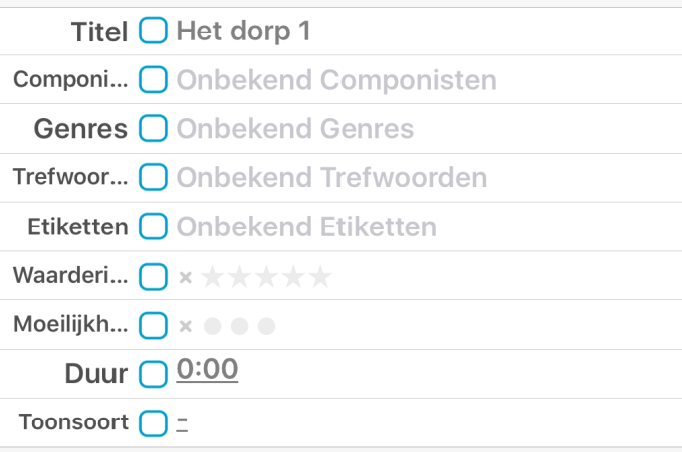 Titel Het dorp 1
Componi... Onbekend Componisten
Genres Onbekend Genres
Trefwoor... Onbekend Trefwoorden
Etiketten Onbekend Etiketten
Waarderi... × ★★★★★
Moeilijkh... × ●●●
Duur 0:00
Toonsoort -